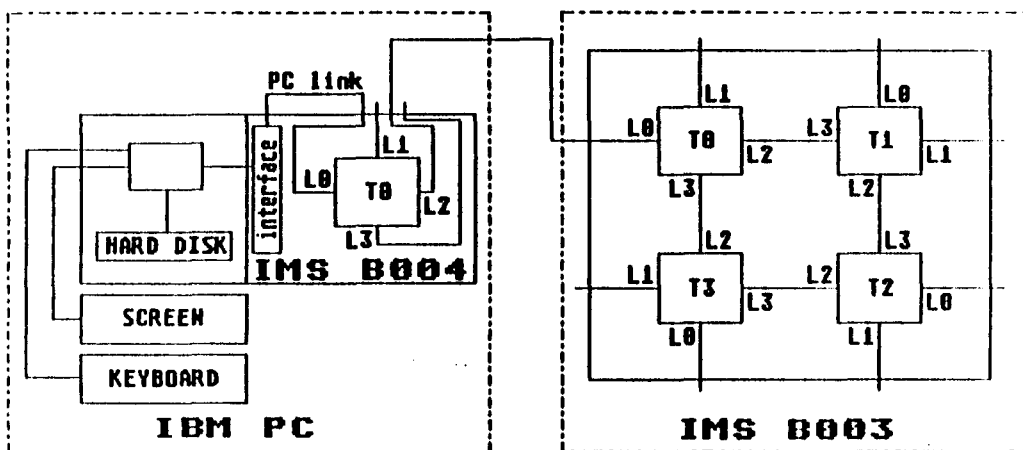 PC link
interface
L1
L0
T0
L2
L3
HARD DISK
IMS B004
SCREEN
KEYBOARD
IBM PC
L1
L0
T0
L2
L3
L0
L3
T1
L1
L2
L2
L1
T3
L3
L0
L3
L2
T2
L0
L1
IMS B003